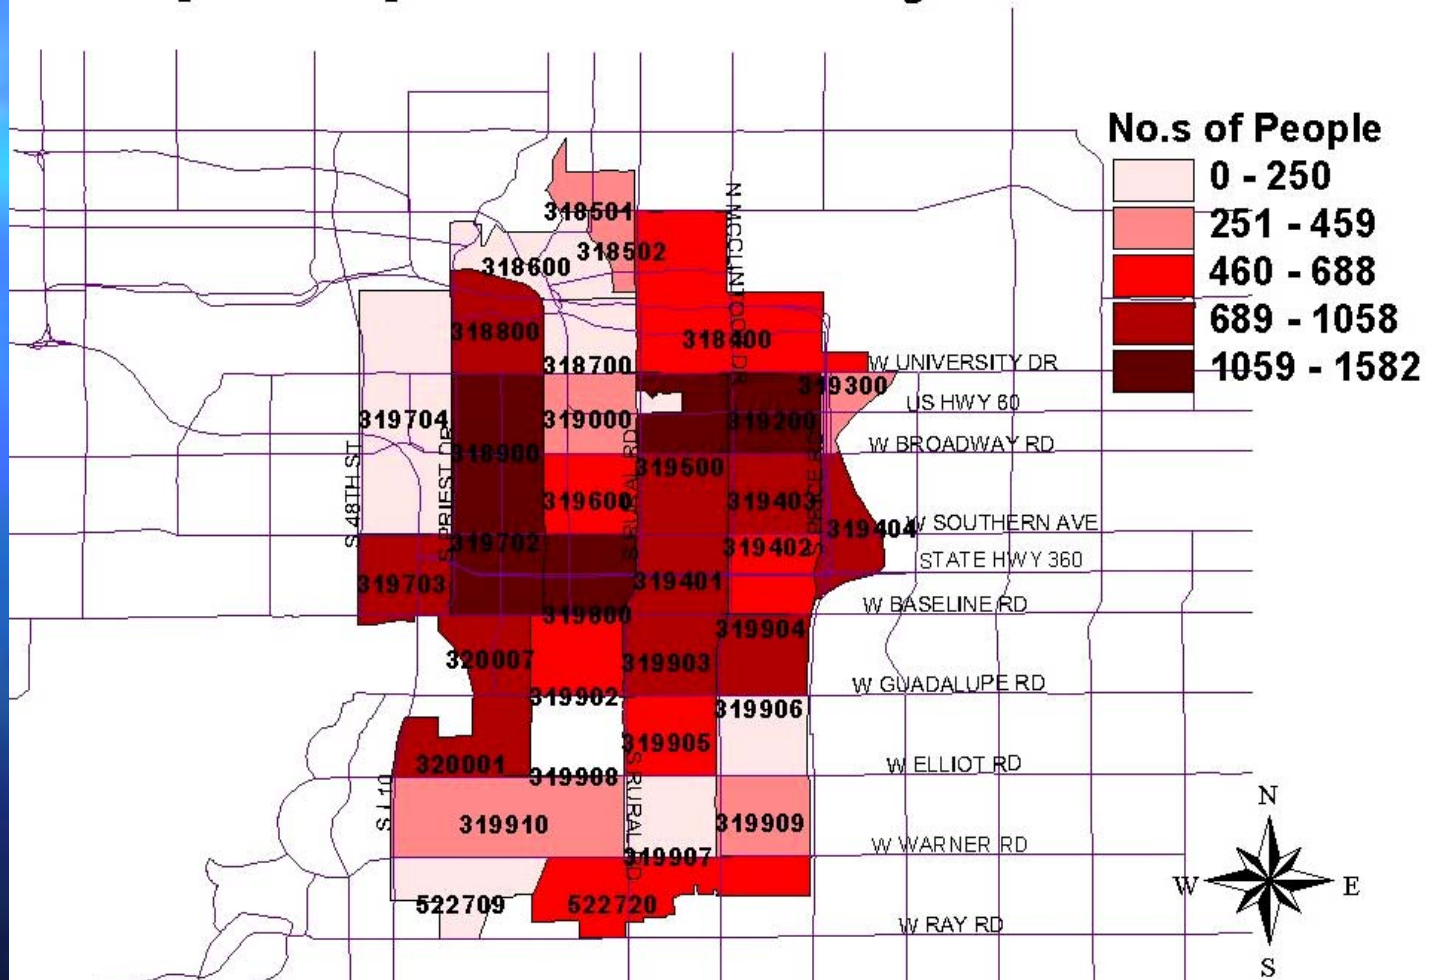 No.s of People
0 - 250
251 - 459
460 - 688
689 - 1058
1059 - 1582
N MCCLINTOCK DR
318501
318502
318600
318800
318400
318700
W UNIVERSITY DR
319300
US HWY 60
319704
319000
319200
W BROADWAY RD
318900
319500
S 48TH ST
S PRIEST DR
S RURAL RD
319600
319403
319404
W SOUTHERN AVE
319702
319402
STATE HWY 360
319703
319401
W BASELINE RD
319800
319904
320007
319903
W GUADALUPE RD
319902
319906
319905
320001
319908
W ELLIOT RD
S I 10
S RURAL RD
319910
319909
W WARNER RD
319907
522709
522720
W RAY RD
N
W
E
S